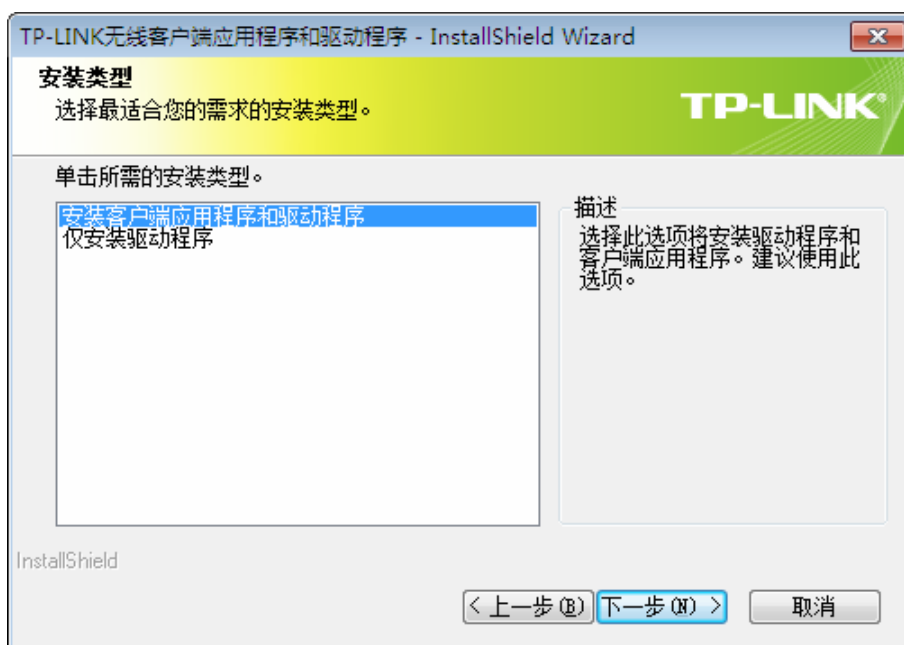 TP-LINK无线客户端应用程序和驱动程序 - InstallShield Wizard
安装类型
选择最适合您的需求的安装类型。
TP-LINK®
单击所需的安装类型。
安装客户端应用程序和驱动程序
仅安装驱动程序
描述
选择此选项将安装驱动程序和
客户端应用程序。建议使用此
选项。
InstallShield
< 上一步(B)
下一步(N) >
取消